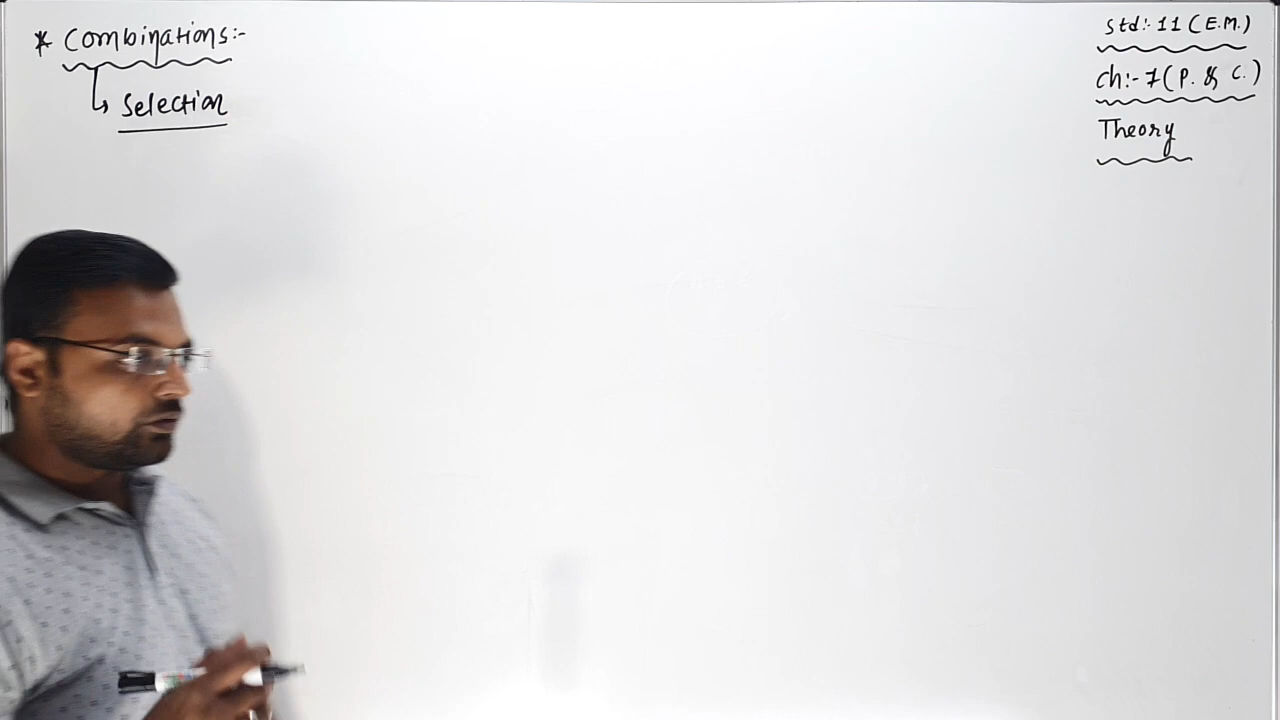 * Combinations:-
↳ Selection
Std:- 11 (E.M.)
Ch:- 7 (P. & C.)
Theory